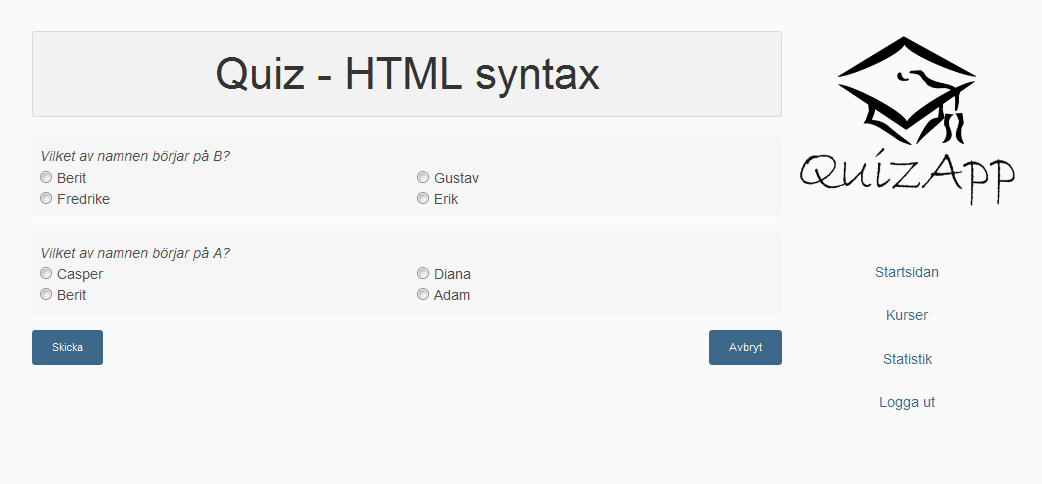 Quiz - HTML syntax
Vilket av namnen börjar på B?
Berit Gustav
Fredrike Erik
Vilket av namnen börjar på A?
Casper Diana
Berit Adam
Skicka Avbryt
QuizApp
Startsidan
Kurser
Statistik
Logga ut